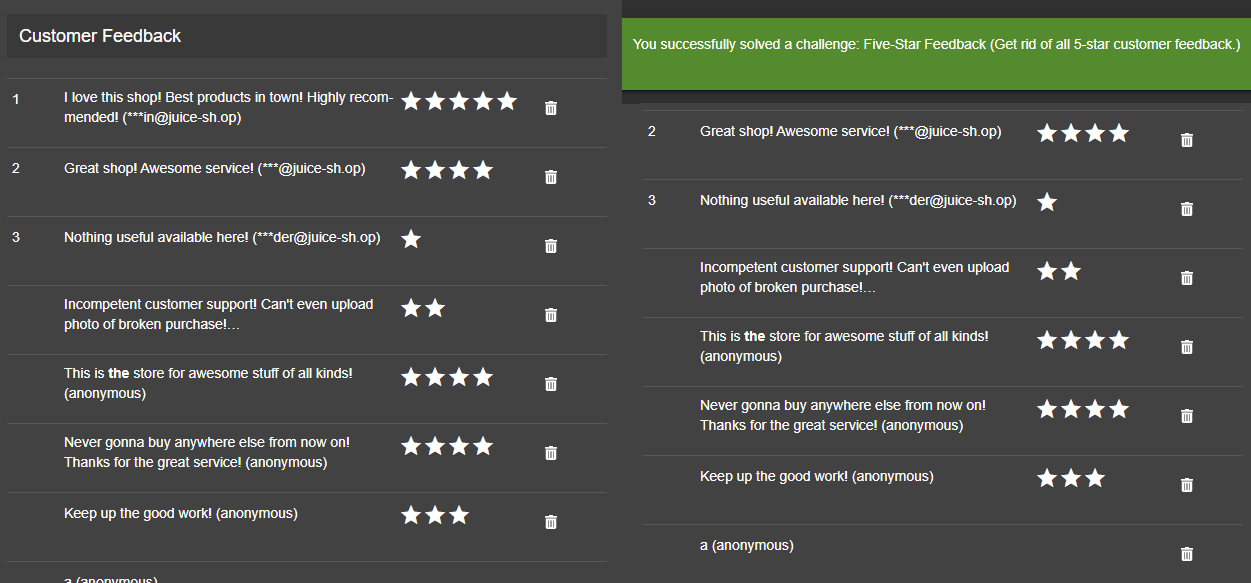 Customer Feedback
1
I love this shop! Best products in town! Highly recom-
mended! (***in@juice-sh.op)
2
Great shop! Awesome service! (***@juice-sh.op)
3
Nothing useful available here! (***der@juice-sh.op)
Incompetent customer support! Can't even upload
photo of broken purchase!…
This is the store for awesome stuff of all kinds!
(anonymous)
Never gonna buy anywhere else from now on!
Thanks for the great service! (anonymous)
Keep up the good work! (anonymous)
a (anonymous)
You successfully solved a challenge: Five-Star Feedback (Get rid of all 5-star customer feedback.)
2
Great shop! Awesome service! (***@juice-sh.op)
3
Nothing useful available here! (***der@juice-sh.op)
Incompetent customer support! Can't even upload
photo of broken purchase!…
This is the store for awesome stuff of all kinds!
(anonymous)
Never gonna buy anywhere else from now on!
Thanks for the great service! (anonymous)
Keep up the good work! (anonymous)
a (anonymous)